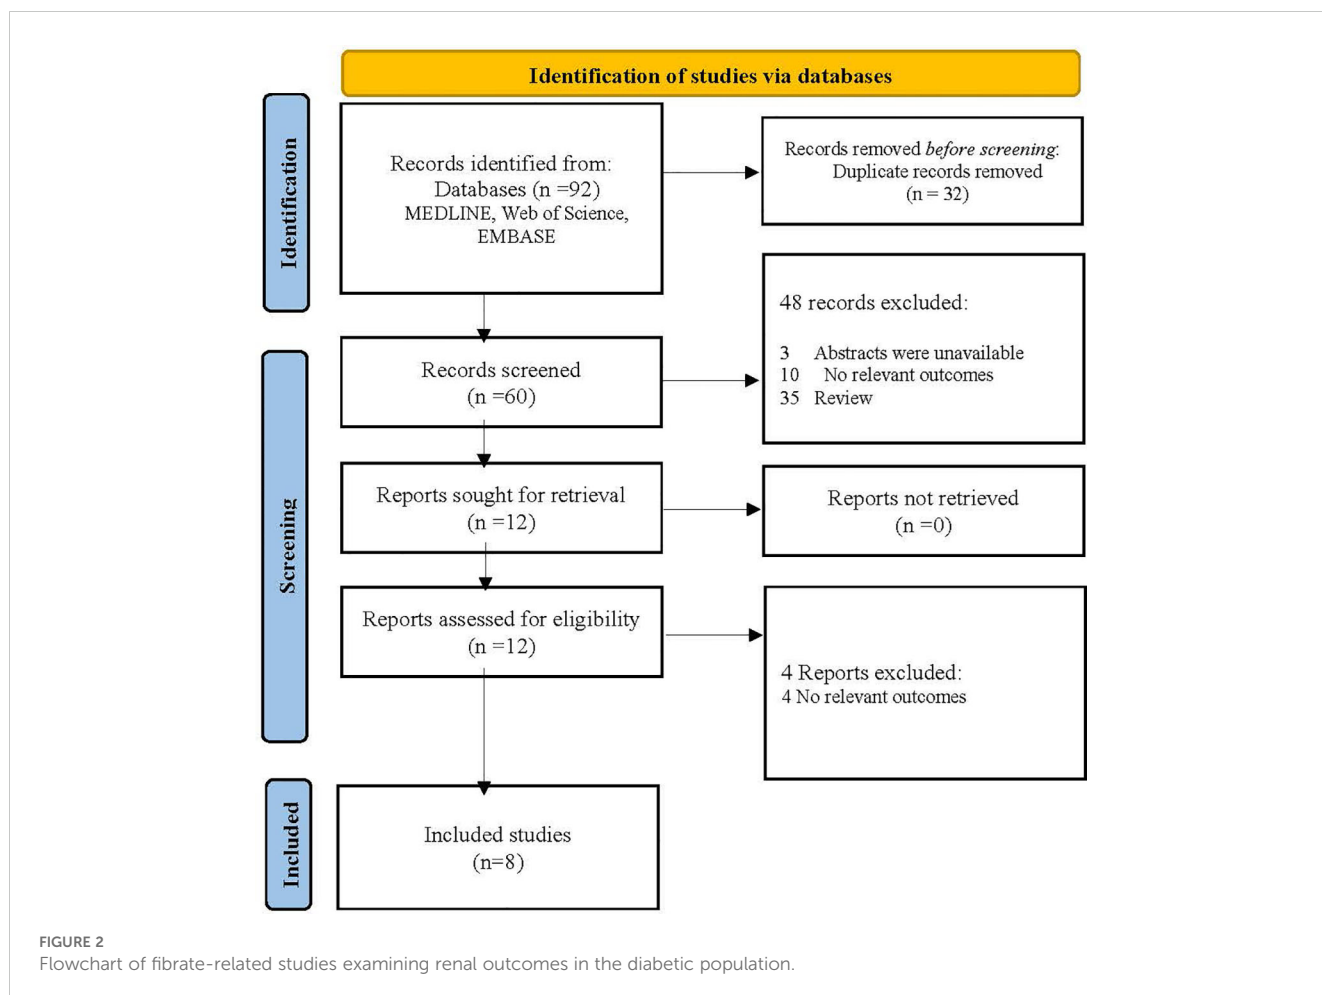 Identification of studies via databases
Identification
Records identified from:
Databases (n =92)
MEDLINE, Web of Science,
EMBASE
Records removed before screening:
Duplicate records removed
(n = 32)
Screening
Records screened
(n =60)
48 records excluded:
3 Abstracts were unavailable
10 No relevant outcomes
35 Review
Reports sought for retrieval
(n =12)
Reports not retrieved
(n =0)
Reports assessed for eligibility
(n =12)
4 Reports excluded:
4 No relevant outcomes
Included
Included studies
(n=8)
FIGURE 2
Flowchart of fibrate-related studies examining renal outcomes in the diabetic population.